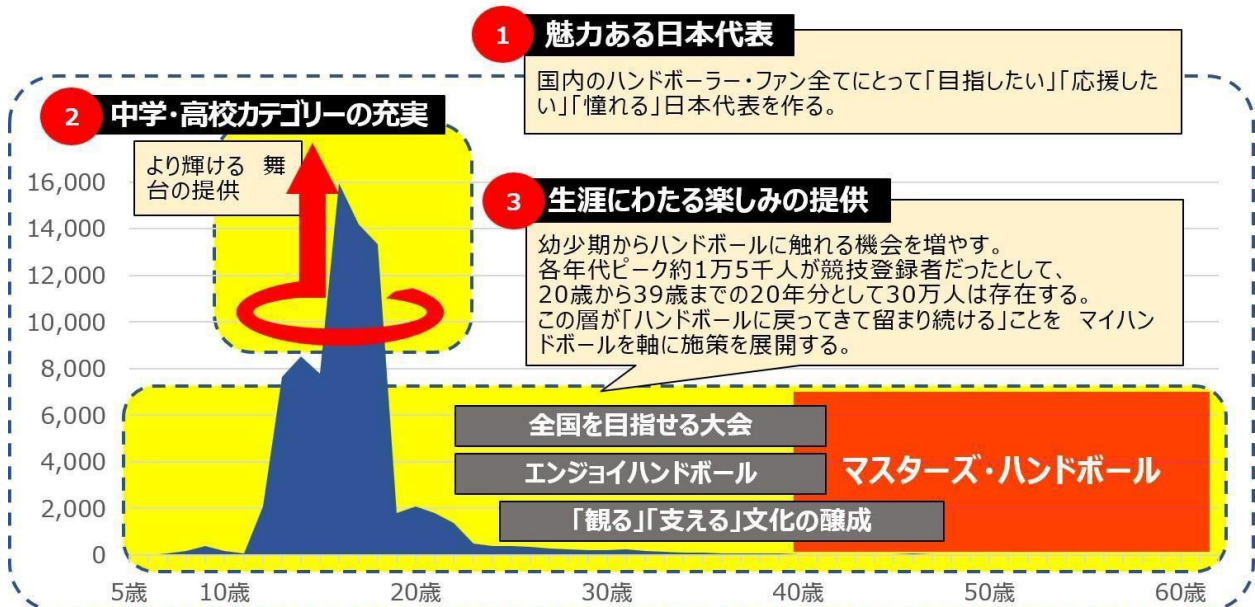 1 魅力ある日本代表
国内のハンドボーラー・ファン全てにとって「目指したい」「応援した
い」「憧れる」日本代表を作る。
2 中学・高校カテゴリーの充実
より輝ける 舞
台の提供
3 生涯にわたる楽しみの提供
幼少期からハンドボールに触れる機会を増やす。
各年代ピーク約1万5千人が競技登録者だったとして、
20歳から39歳までの20年分として30万人は存在する。
この層が「ハンドボールに戻ってきて留まり続ける」ことを マイハン
ドボールを軸に施策を展開する。
16,000
14,000
12,000
10,000
8,000
6,000
4,000
2,000
0
全国を目指せる大会
エンジョイハンドボール
「観る」「支える」文化の醸成
マスターズ・ハンドボール
5歳 10歳 20歳 30歳 40歳 50歳 60歳